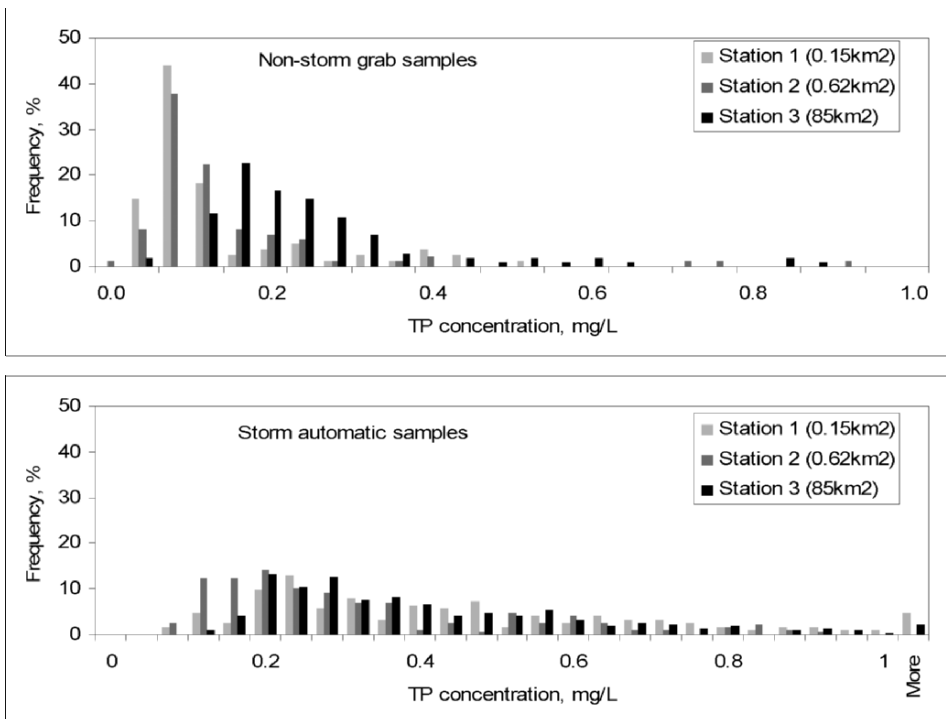 Non-storm grab samples
Station 1 (0.15km2)
Station 2 (0.62km2)
Station 3 (85km2)
Frequency, %
50
40
30
20
10
0
0.0 0.2 0.4 0.6 0.8 1.0
TP concentration, mg/L
Storm automatic samples
Station 1 (0.15km2)
Station 2 (0.62km2)
Station 3 (85km2)
Frequency, %
50
40
30
20
10
0
0 0.2 0.4 0.6 0.8 1 More
TP concentration, mg/L